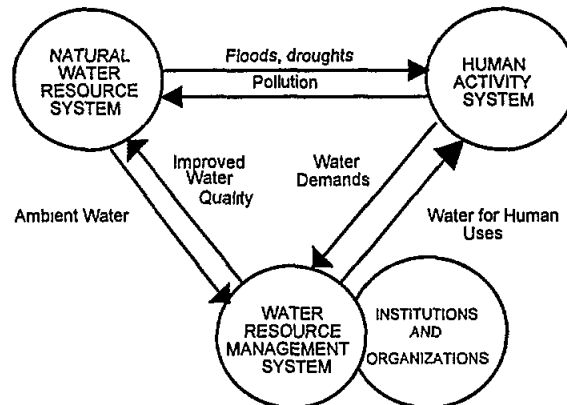 NATURAL
WATER
RESOURCE
SYSTEM
Floods, droughts
Pollution
HUMAN
ACTIVITY
SYSTEM
Improved
Water
Quality
Water
Demands
Ambient Water
Water for Human
Uses
WATER
RESOURCE
MANAGEMENT
SYSTEM
INSTITUTIONS
AND
ORGANIZATIONS